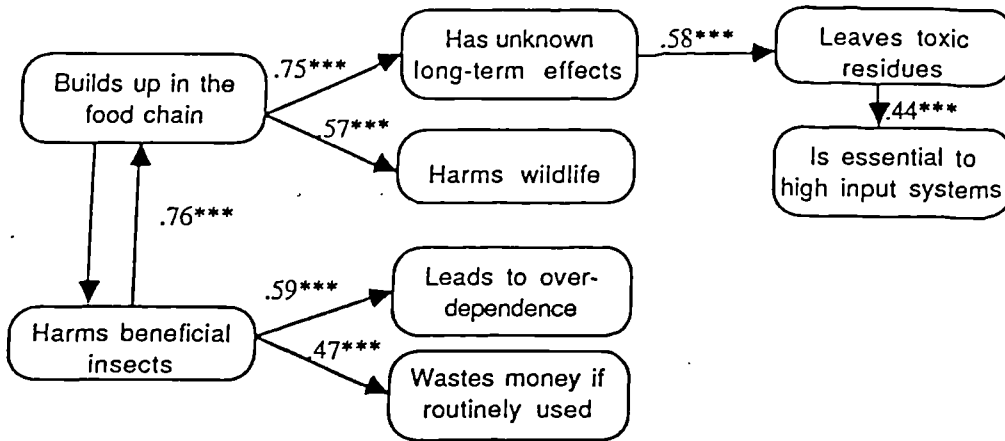 Builds up in the
food chain
.75***
Has unknown
long-term effects
.58***
Leaves toxic
residues
.44***
Is essential to
high input systems
.57***
Harms wildlife
.76***
Harms beneficial
insects
.59***
Leads to over-
dependence
.47***
Wastes money if
routinely used